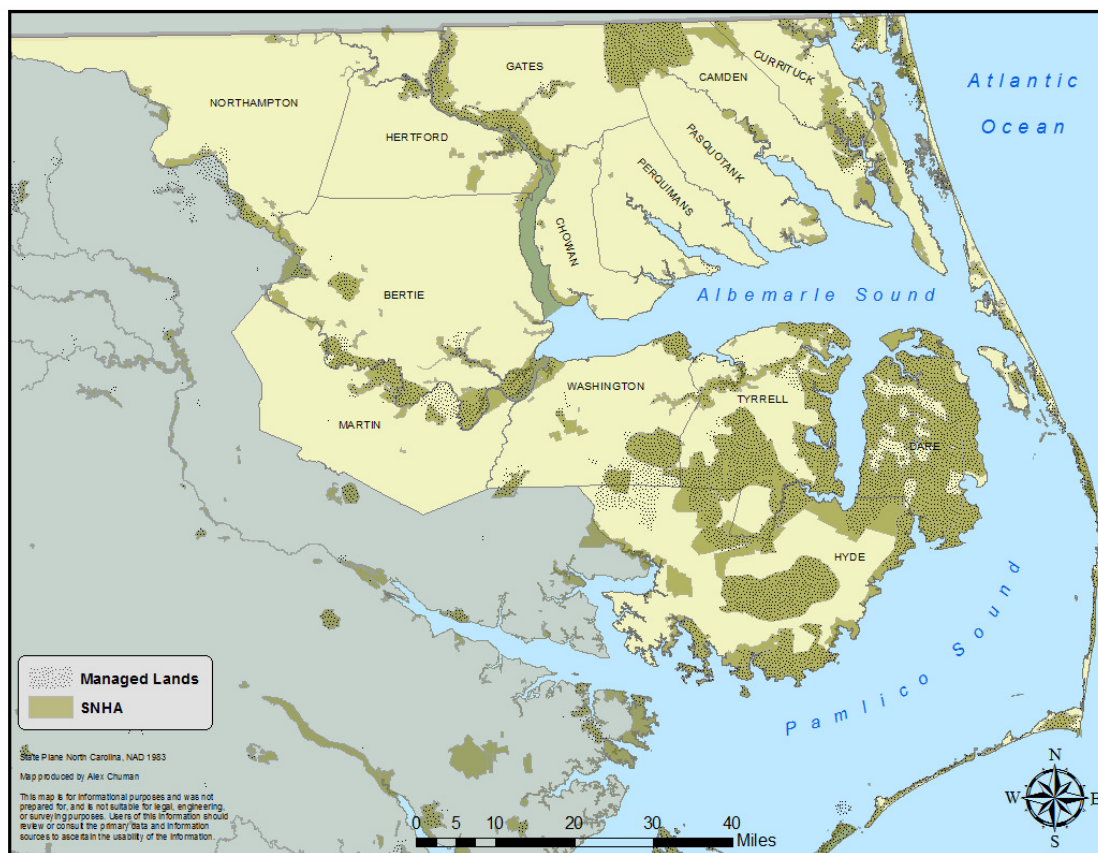 GATES
CAMDEN
CURRITUCK
NORTHAMPTON
HERTFORD
PASQUOTANK
PERQUIMANS
CHOWAN
BERTIE
Atlantic
Ocean
Albemarle Sound
WASHINGTON
TYRRELL
DARE
MARTIN
HYDE
Pamlico Sound
Managed Lands
SNHA
State Plane North Carolina, NAD 1983
Map produced by Alex Chuman
This map is for informational purposes and was not
prepared for, and is not suitable for legal, engineering,
or surveying purposes. Users of this information should
review or consult the primary data and information
sources to ascertain the usability of the information.
0 5 10 20 30 40
Miles
N
W E
S